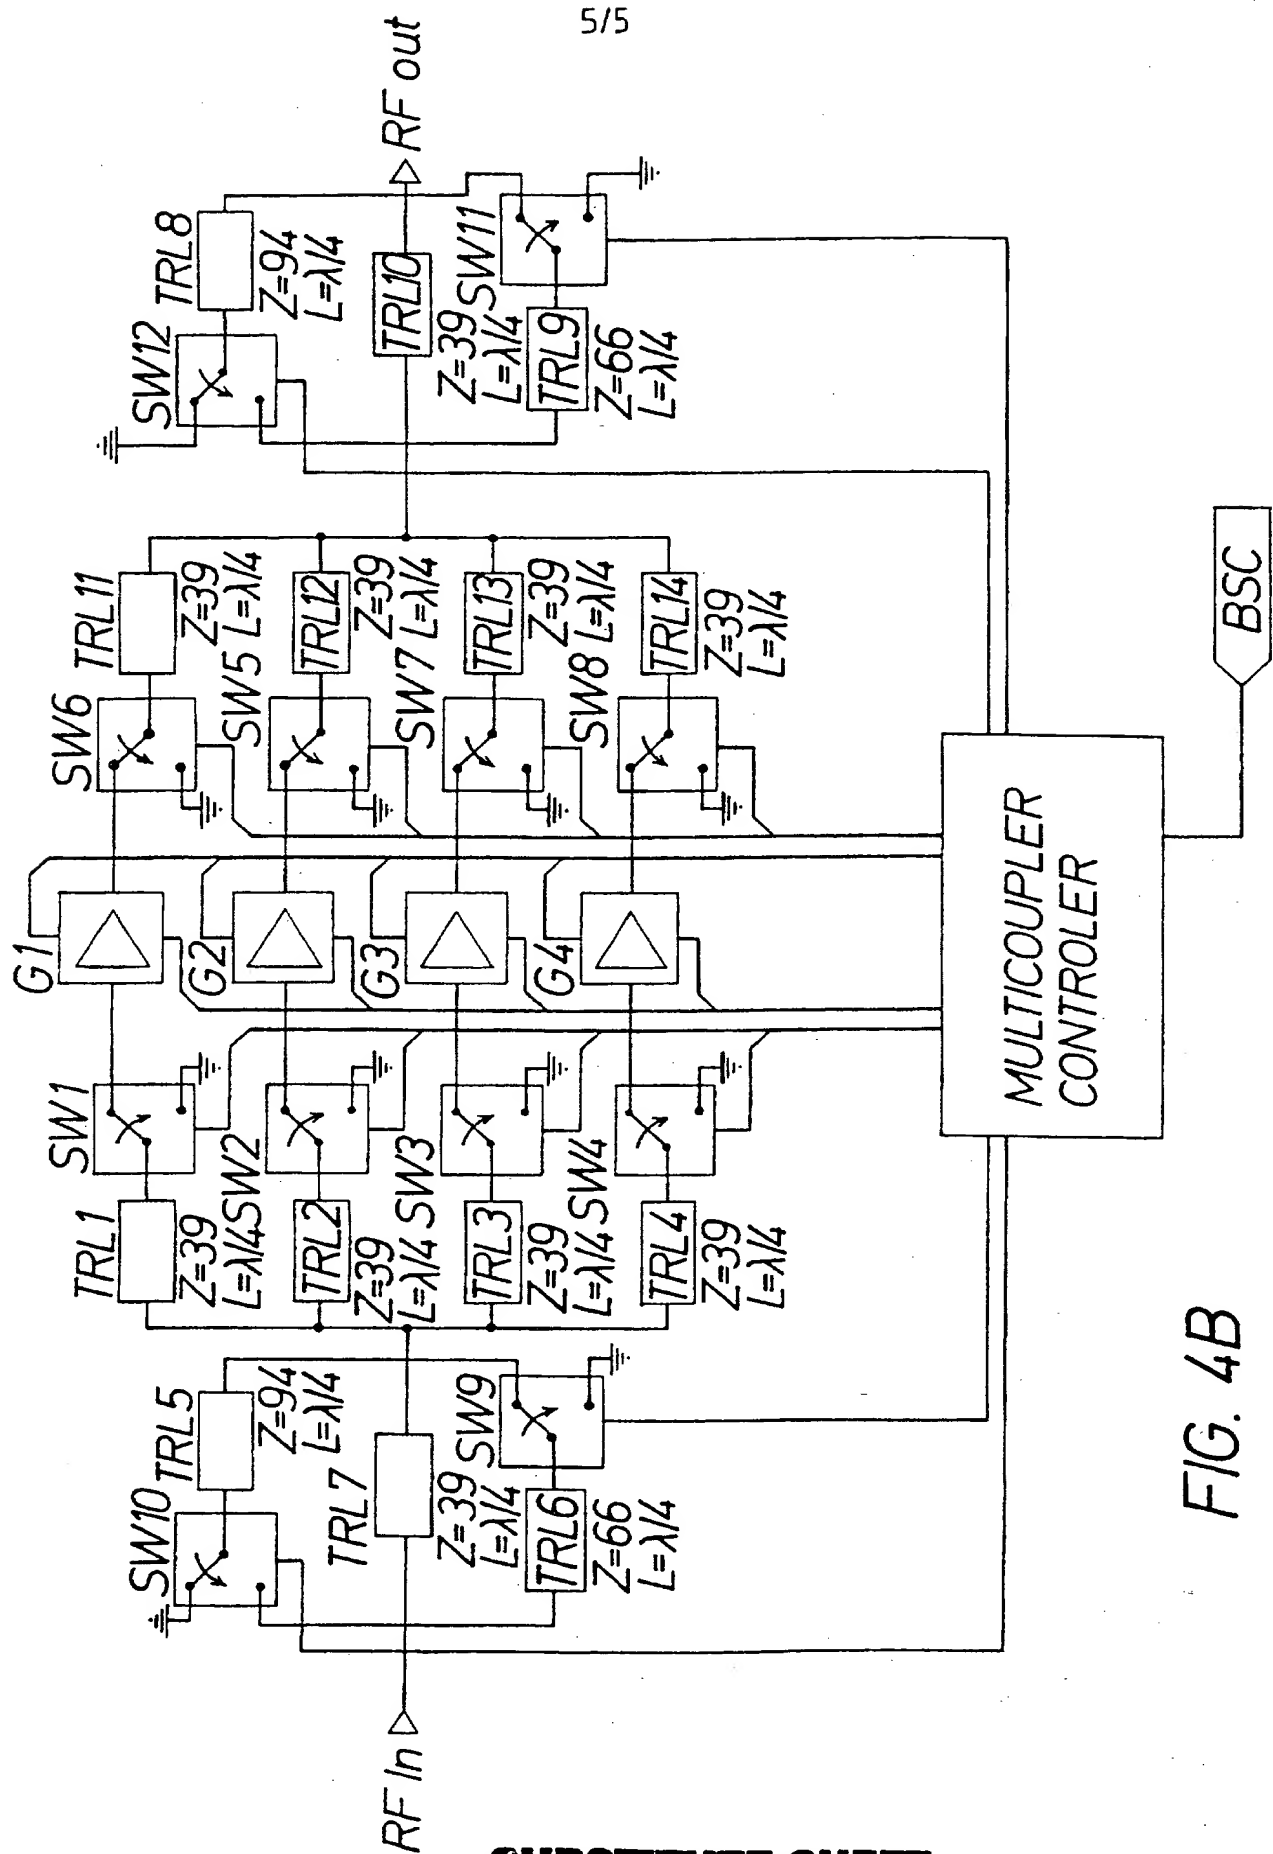 5/5
RF In
SW10
TRL5
Z=94
L=λ/4
TRL7
Z=39
L=λ/4
TRL6
Z=66
L=λ/4
SW9
TRL1
Z=39
L=λ/4
SW1
TRL2
Z=39
L=λ/4
SW2
TRL3
Z=39
L=λ/4
SW3
TRL4
Z=39
L=λ/4
SW4
G1
G2
G3
G4
SW6
TRL11
Z=39
L=λ/4
SW5
TRL12
Z=39
L=λ/4
SW7
TRL13
Z=39
L=λ/4
SW8
TRL14
Z=39
L=λ/4
SW12
TRL8
Z=94
L=λ/4
TRL10
Z=39
L=λ/4
TRL9
Z=66
L=λ/4
SW11
RF out
MULTICOUPLER
CONTROLER
BSC
FIG. 4B